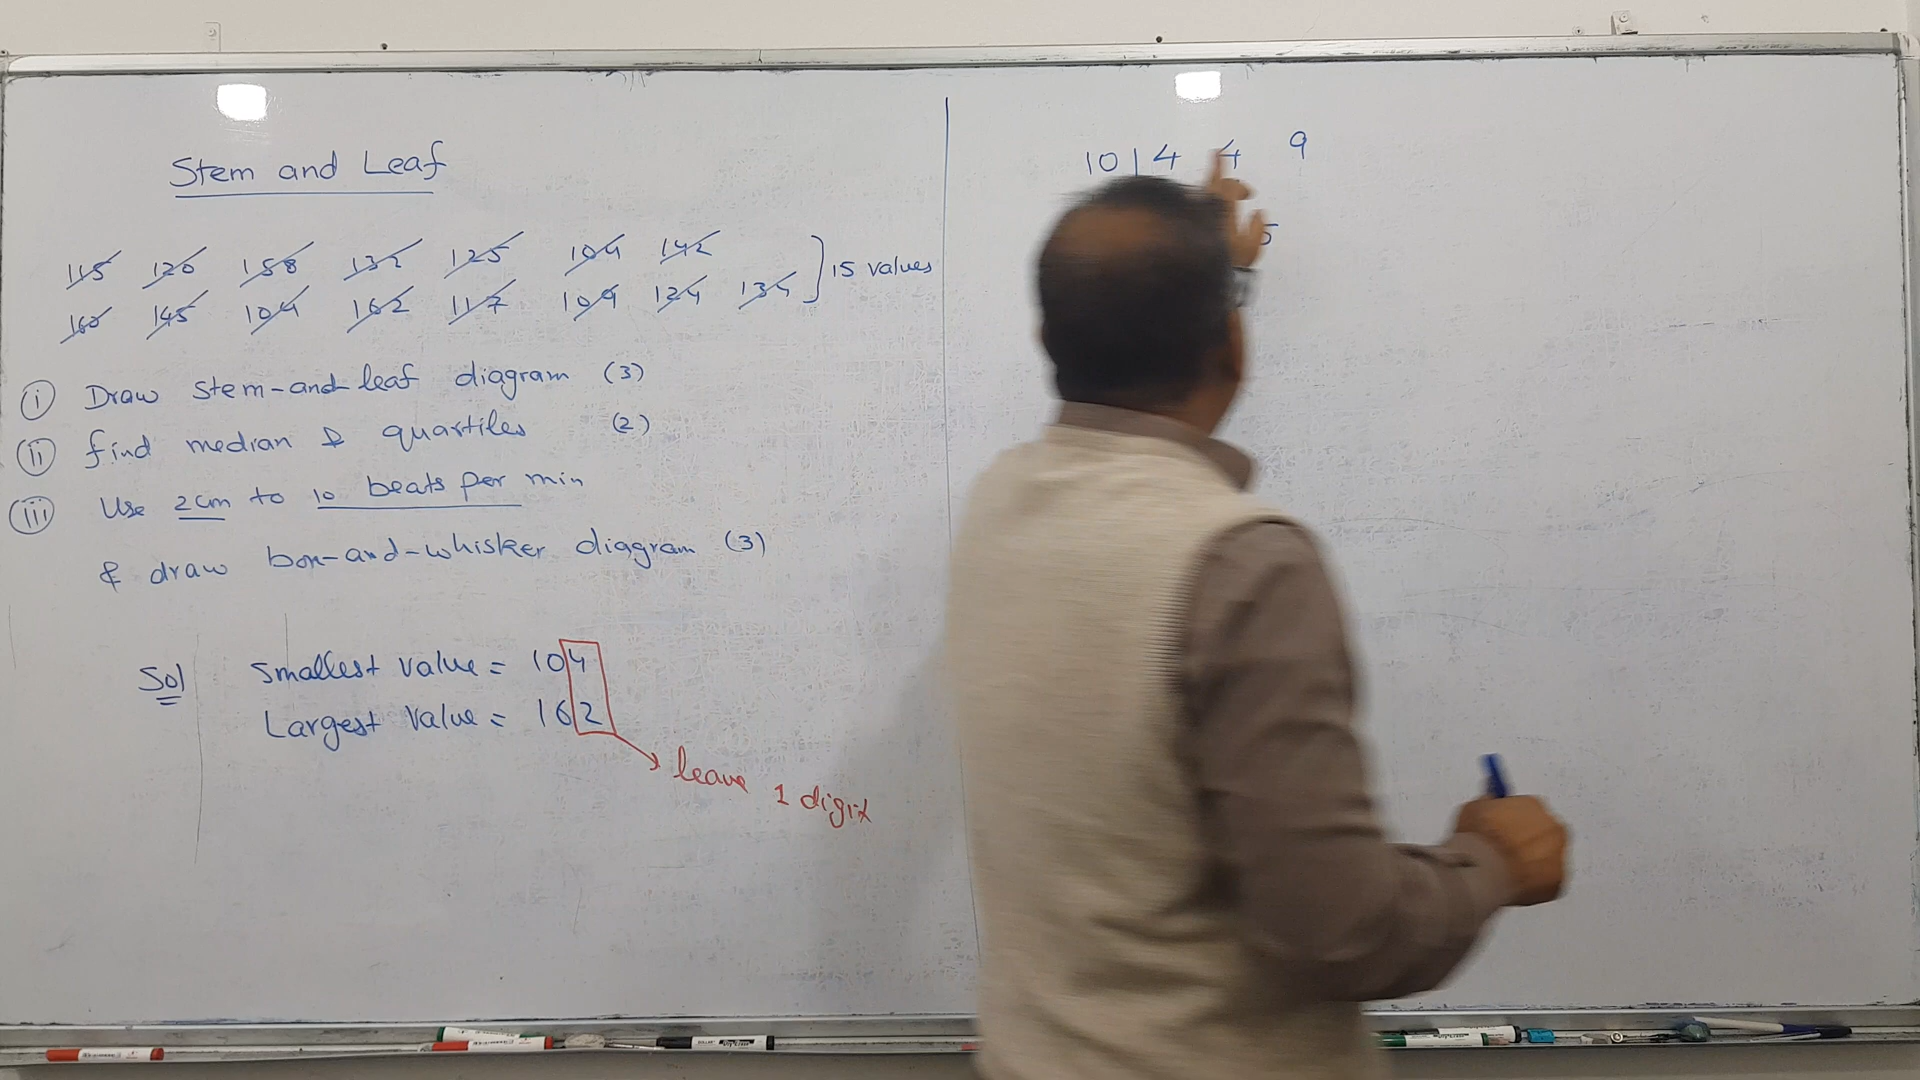 Stem and Leaf
115 120 158 132 125 104 142
160 145 104 162 117 109 124 134
15 values
i Draw stem-and-leaf diagram (3)
ii find median & quartiles (2)
iii Use 2cm to 10 beats per min
& draw box-and-whisker diagram (3)
Sol
Smallest value = 104
Largest value = 162
leave 1 digit
10 | 4 4 9
5